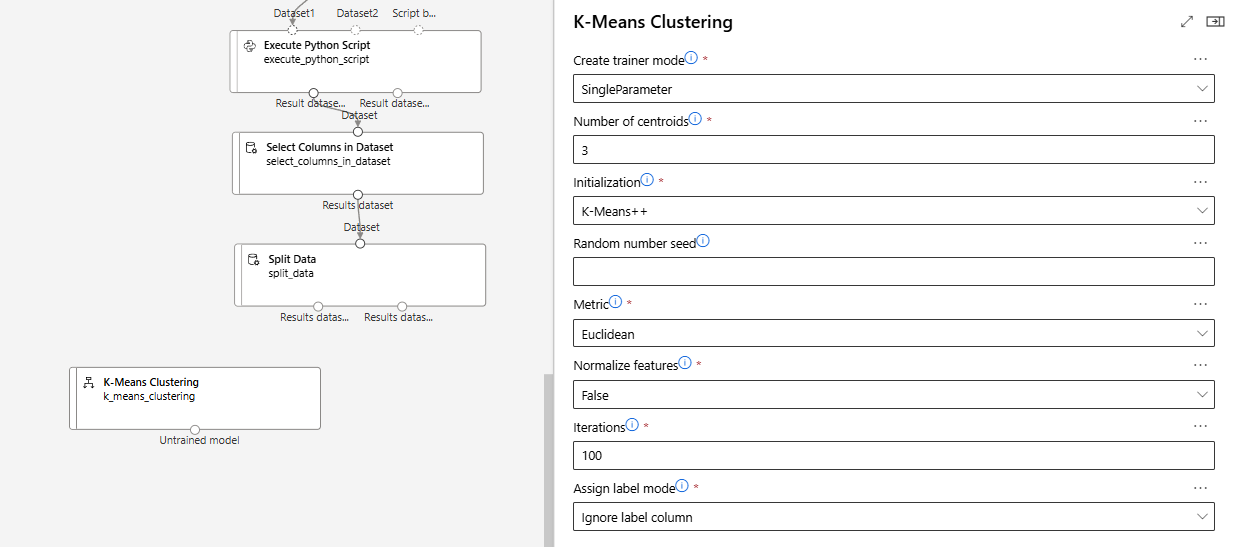 Dataset1 Dataset2 Script b...
Execute Python Script
execute_python_script
Result datase... Result datase...
Dataset
Select Columns in Dataset
select_columns_in_dataset
Results dataset
Dataset
Split Data
split_data
Results datas... Results datas...
K-Means Clustering
k_means_clustering
Untrained model
K-Means Clustering
Create trainer mode *
SingleParameter
Number of centroids *
3
Initialization *
K-Means++
Random number seed
Metric *
Euclidean
Normalize features *
False
Iterations *
100
Assign label mode *
Ignore label column